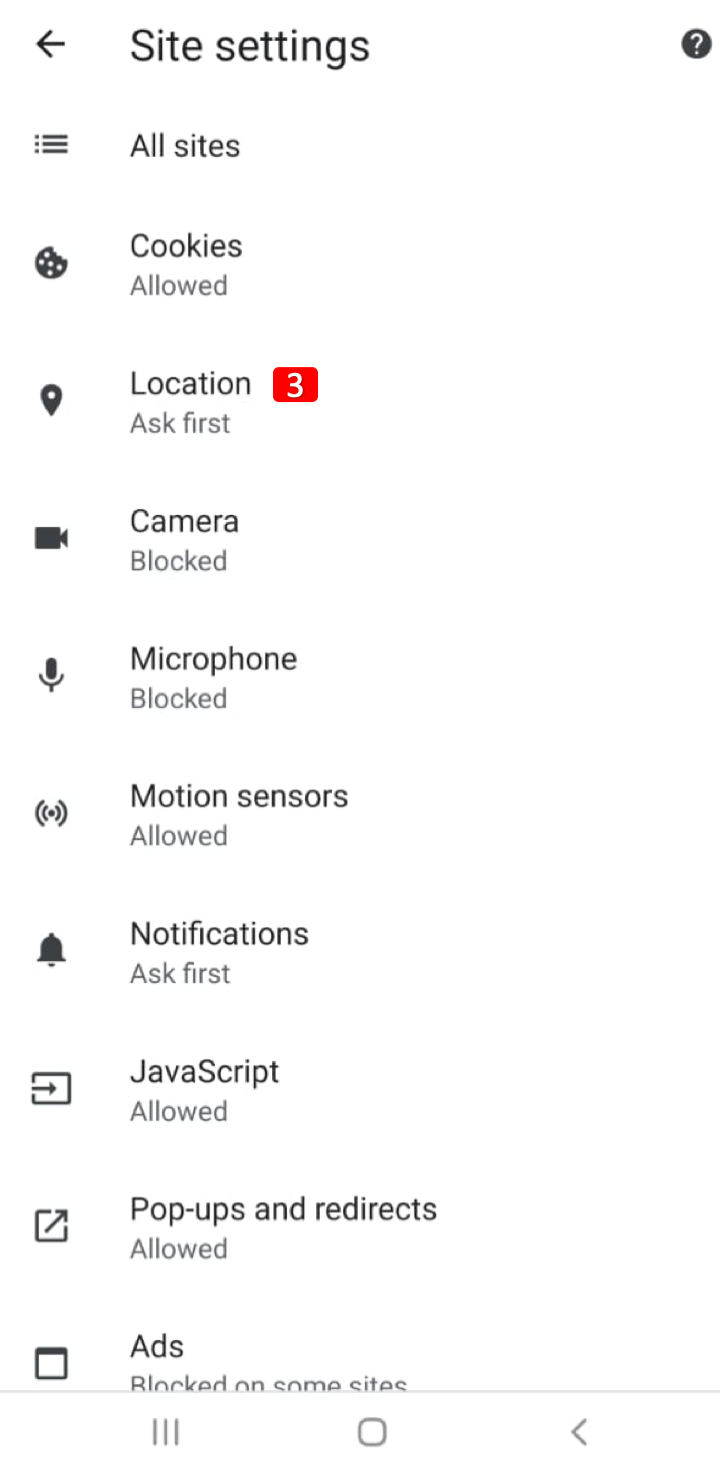 Site settings
All sites
Cookies
Allowed
Location 3
Ask first
Camera
Blocked
Microphone
Blocked
Motion sensors
Allowed
Notifications
Ask first
JavaScript
Allowed
Pop-ups and redirects
Allowed
Ads
Blocked on some sites